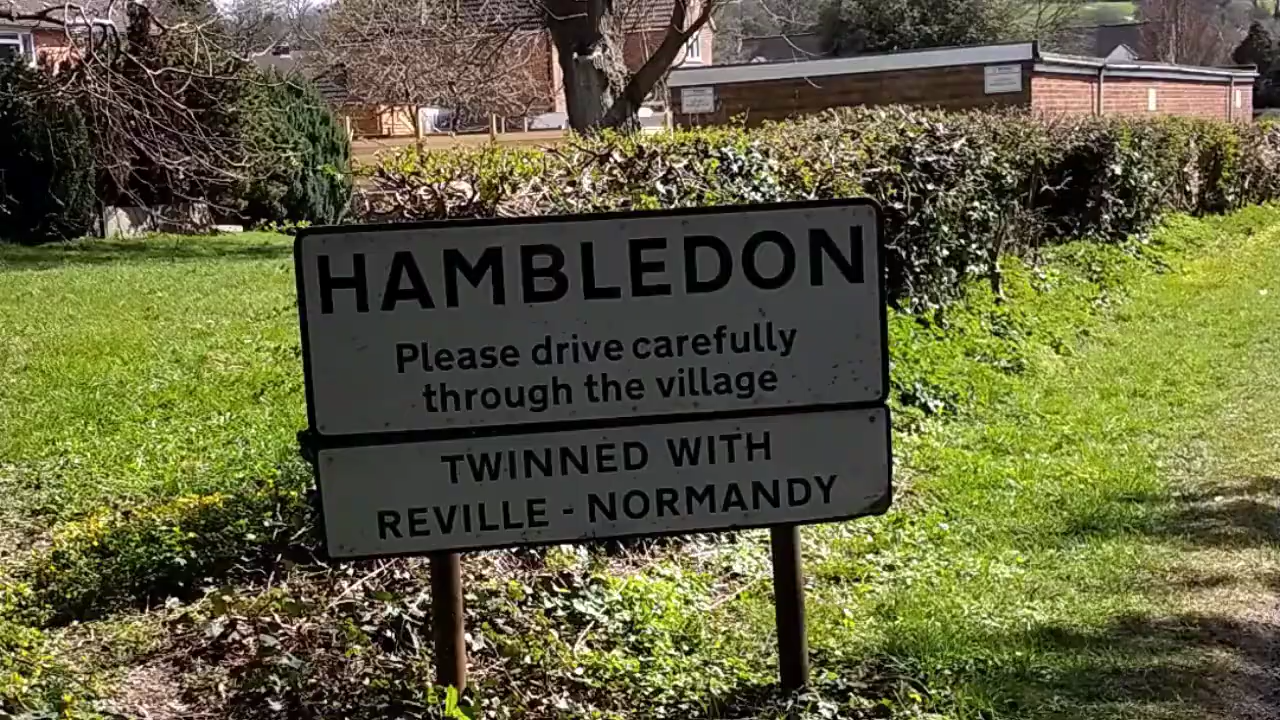 HAMBLEDON
Please drive carefully
through the village
TWINNED WITH
REVILLE - NORMANDY